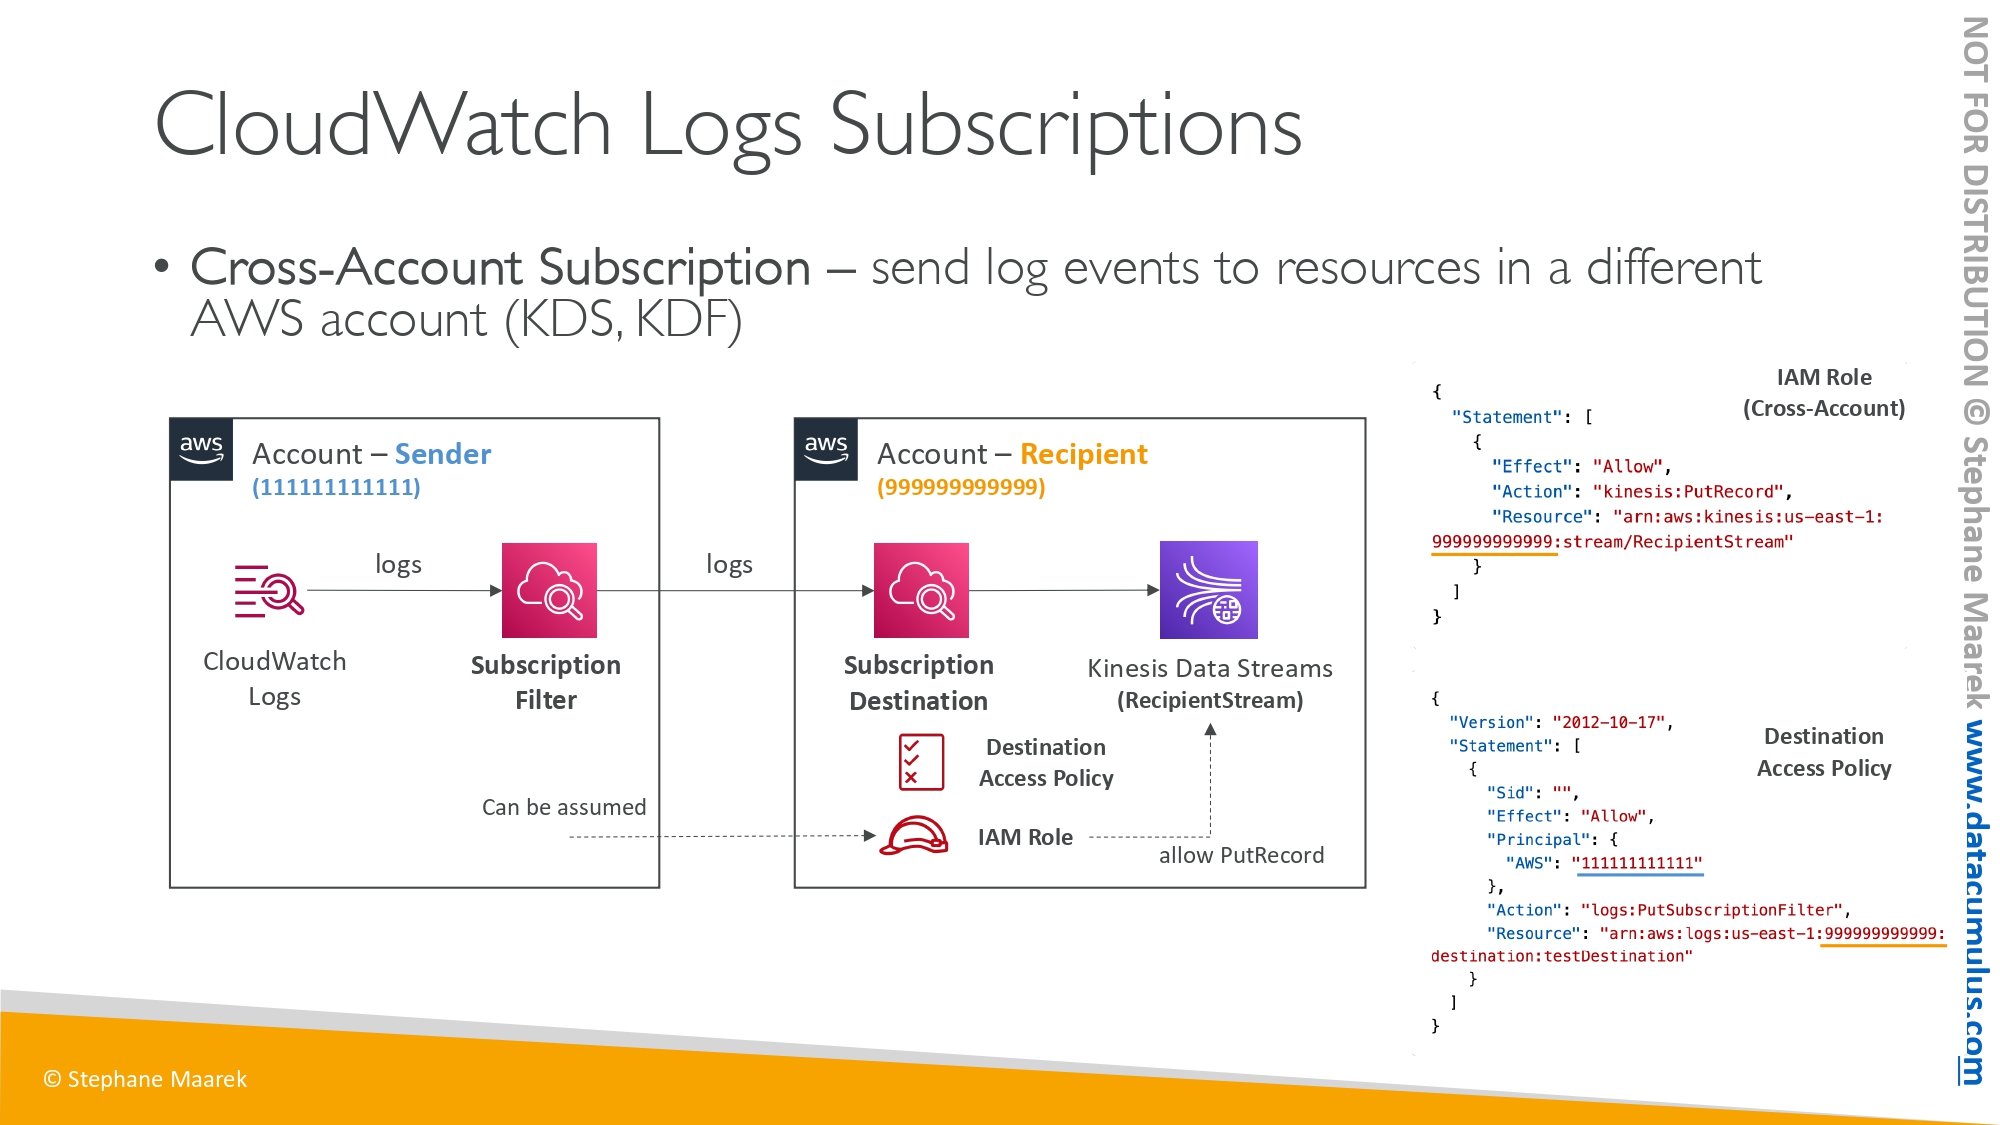 CloudWatch Logs Subscriptions
• Cross-Account Subscription – send log events to resources in a different
AWS account (KDS, KDF)
aws
Account – Sender
(111111111111)
logs
CloudWatch
Logs
Subscription
Filter
Can be assumed
logs
aws
Account – Recipient
(999999999999)
Subscription
Destination
Kinesis Data Streams
(RecipientStream)
Destination
Access Policy
IAM Role
allow PutRecord
IAM Role
(Cross-Account)
{
"Statement": [
{
"Effect": "Allow",
"Action": "kinesis:PutRecord",
"Resource": "arn:aws:kinesis:us-east-1:
999999999999:stream/RecipientStream"
}
]
}
Destination
Access Policy
{
"Version": "2012-10-17",
"Statement": [
{
"Sid": "",
"Effect": "Allow",
"Principal": {
"AWS": "111111111111"
},
"Action": "logs:PutSubscriptionFilter",
"Resource": "arn:aws:logs:us-east-1:999999999999:
destination:testDestination"
}
]
}
© Stephane Maarek
NOT FOR DISTRIBUTION © Stephane Maarek www.datacumulus.com